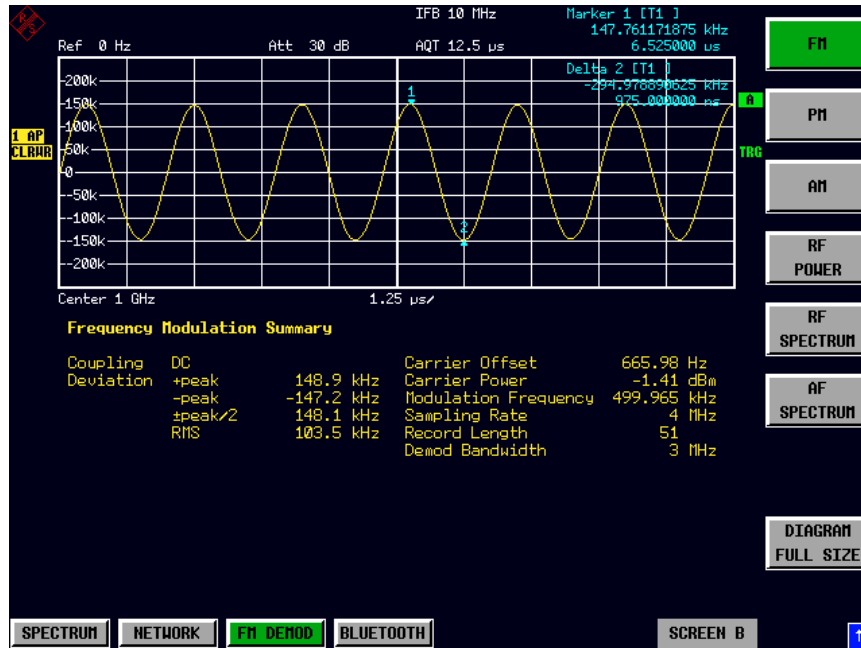 IFB 10 MHz
Marker 1 [T1 ]
147.761171875 kHz
Ref 0 Hz
Att 30 dB
AQT 12.5 µs
6.525000 us
Delta 2 [T1 ]
-294.978890625 kHz
975.000000 ns
A
TRG
1 AP
CLRWR
-200k
-150k
-100k
-50k
-0
--50k
--100k
--150k
--200k
1
2
Center 1 GHz
1.25 µs/
Frequency Modulation Summary
Coupling DC
Deviation +peak 148.9 kHz
-peak -147.2 kHz
±peak/2 148.1 kHz
RMS 103.5 kHz
Carrier Offset 665.98 Hz
Carrier Power -1.41 dBm
Modulation Frequency 499.965 kHz
Sampling Rate 4 MHz
Record Length 51
Demod Bandwidth 3 MHz
FM
PM
AM
RF
POWER
RF
SPECTRUM
AF
SPECTRUM
DIAGRAM
FULL SIZE
SPECTRUM
NETWORK
FM DEMOD
BLUETOOTH
SCREEN B